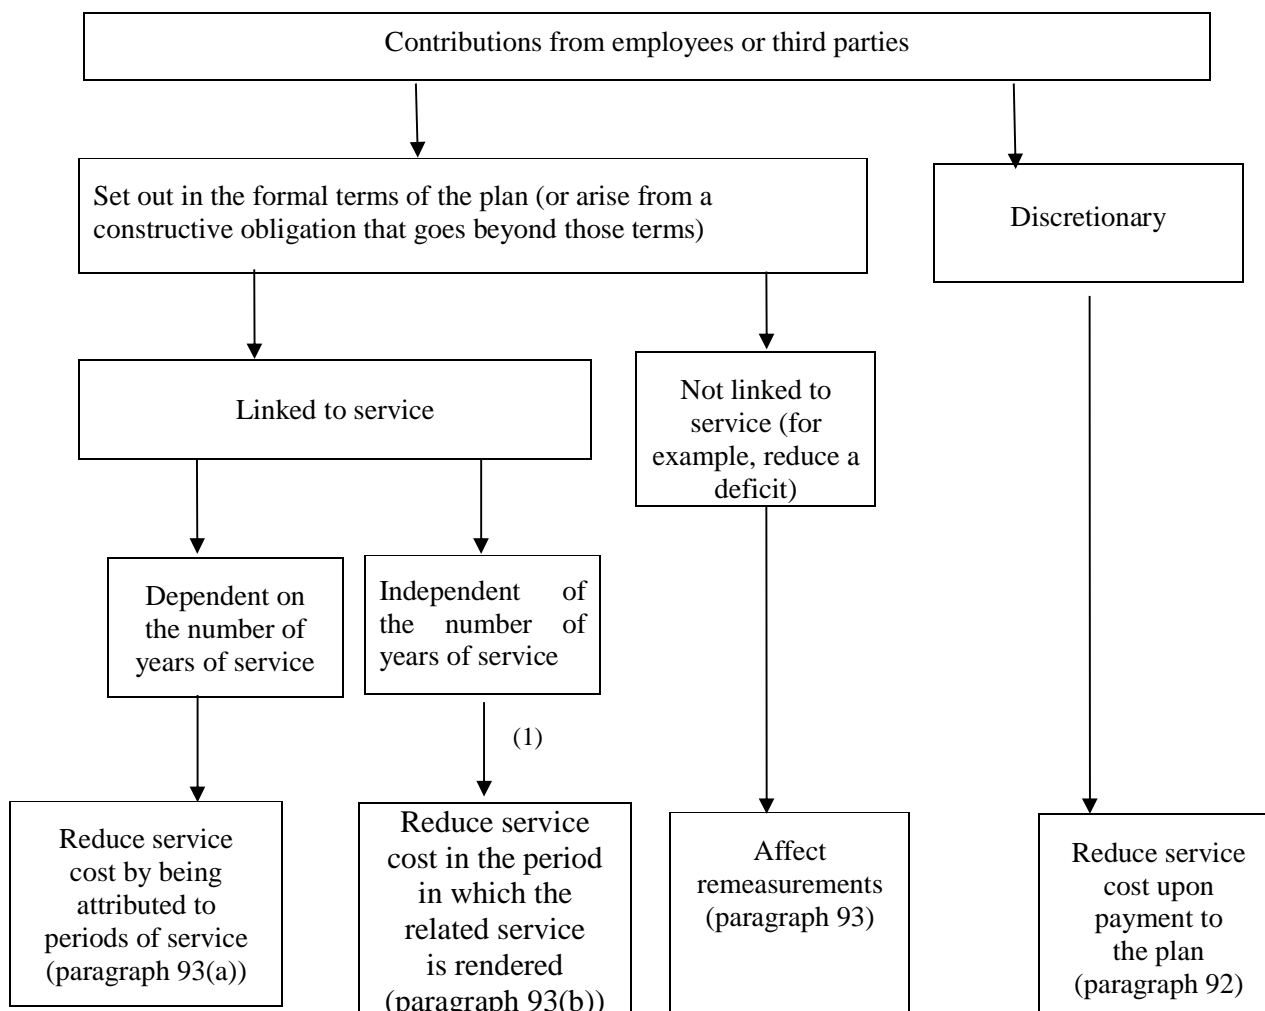 Contributions from employees or third parties
Set out in the formal terms of the plan (or arise from a
constructive obligation that goes beyond those terms)
Discretionary
Linked to service
Not linked to
service (for
example, reduce a
deficit)
Dependent on
the number of
years of service
Independent of
the number of
years of service
(1)
Reduce service
cost by being
attributed to
periods of service
(paragraph 93(a))
Reduce service
cost in the period
in which the
related service
is rendered
(paragraph 93(b))
Affect
remeasurements
(paragraph 93)
Reduce service
cost upon
payment to
the plan
(paragraph 92)